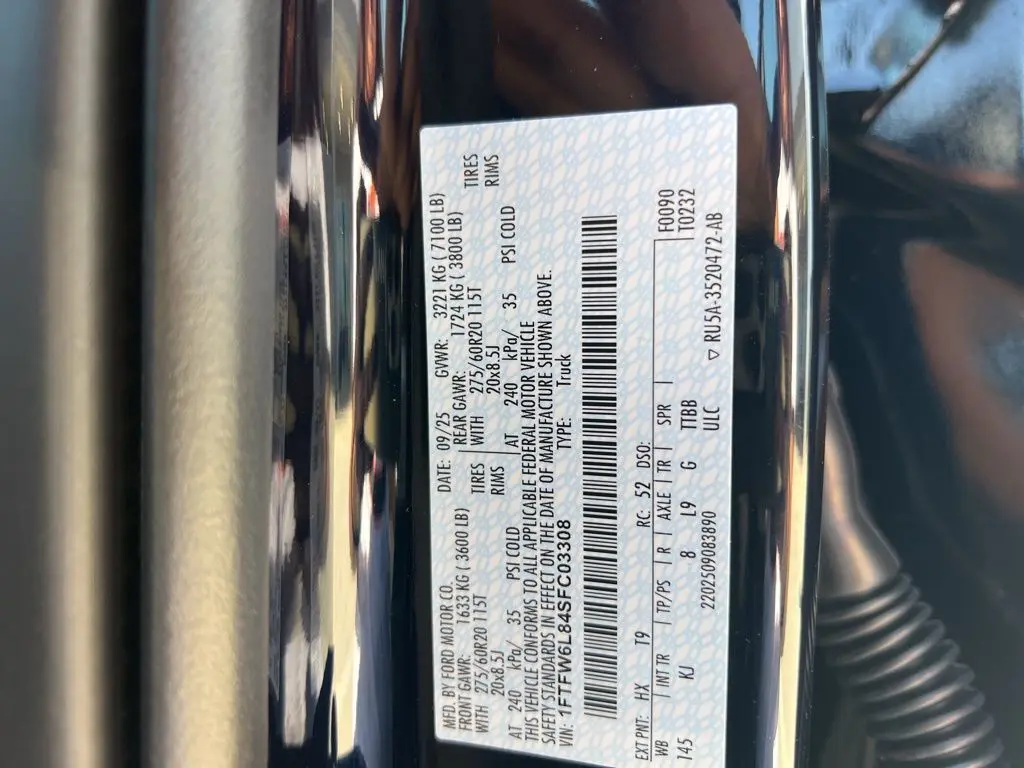 MFD. BY FORD MOTOR CO.
DATE: 09/25 GVWR: 3221 KG ( 7100 LB)
FRONT GAWR: 1633 KG ( 3600 LB) REAR GAWR: 1724 KG ( 3800 LB)
WITH 275/60R20 115T TIRES WITH 275/60R20 115T TIRES
20x8.5J RIMS 20x8.5J RIMS
AT 240 kPa/ 35 PSI COLD AT 240 kPa/ 35 PSI COLD
THIS VEHICLE CONFORMS TO ALL APPLICABLE FEDERAL MOTOR VEHICLE
SAFETY STANDARDS IN EFFECT ON THE DATE OF MANUFACTURE SHOWN ABOVE.
VIN: 1FTFW6L84SFC03308 TYPE: Truck
EXT PNT: HX T9 RC: 52 DSO: F0090
WB INT TR TP/PS R AXLE TR SPR T0232
145 KJ 8 L9 G TTBB
ULC
2202509083890 ▽ RU5A-3520472-AB